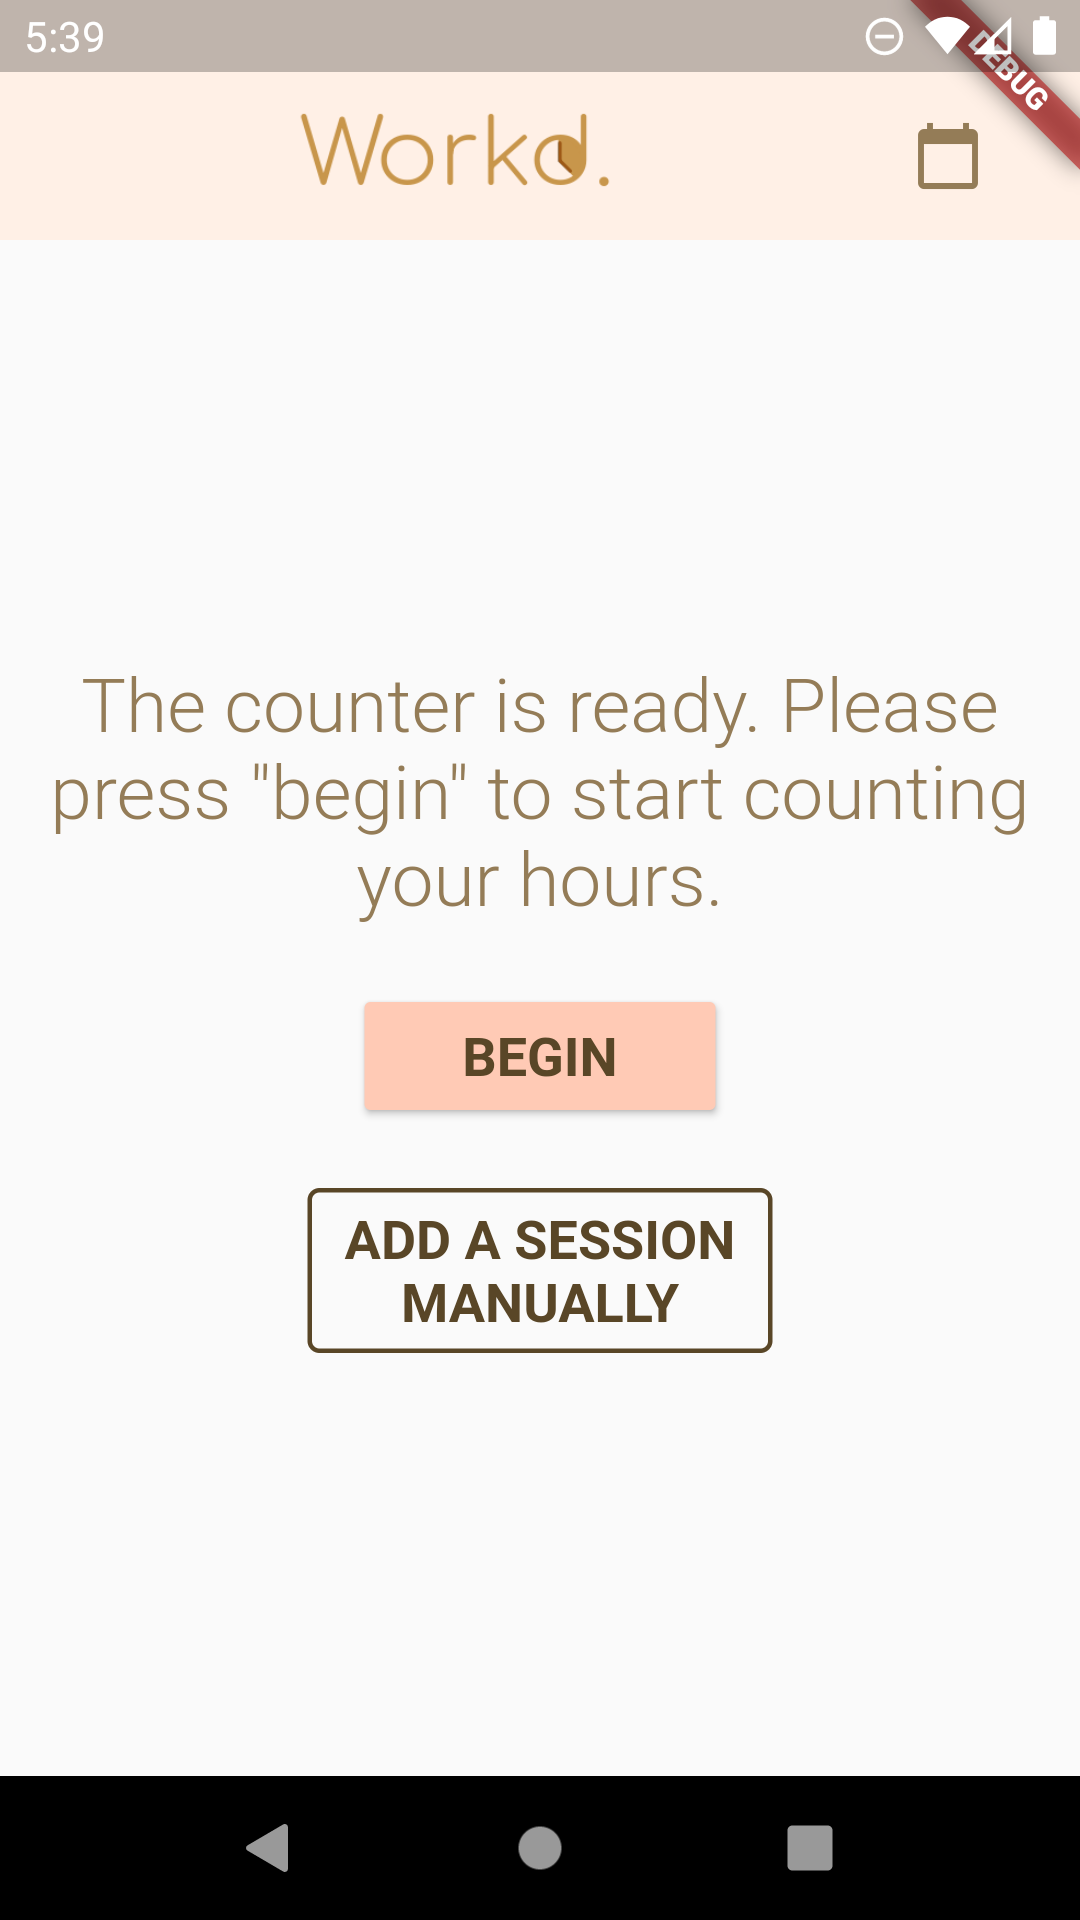 5:39
DEBUG
Workd.
The counter is ready. Please
press "begin" to start counting
your hours.
BEGIN
ADD A SESSION
MANUALLY